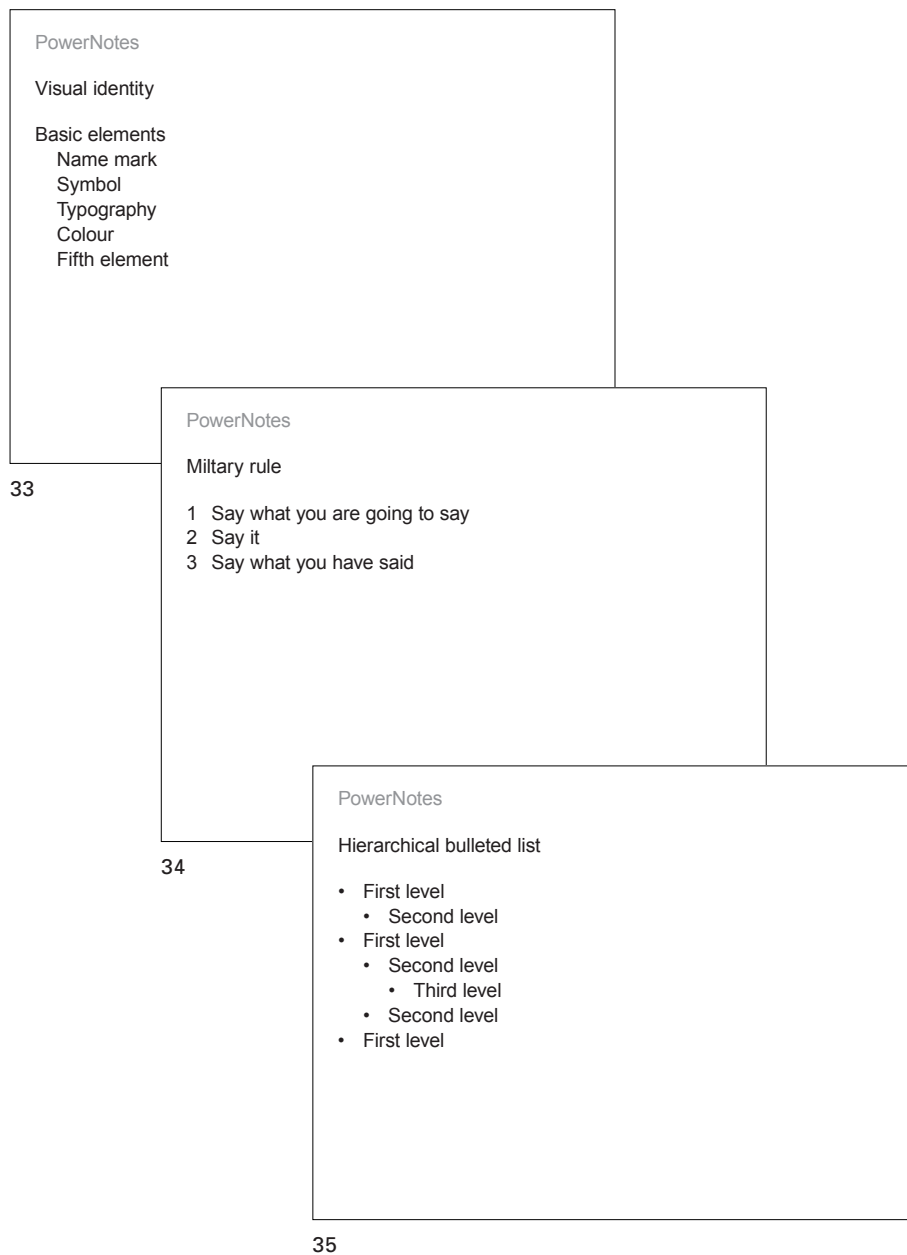 PowerNotes
Visual identity
Basic elements
Name mark
Symbol
Typography
Colour
Fifth element
33
PowerNotes
Miltary rule
1 Say what you are going to say
2 Say it
3 Say what you have said
34
PowerNotes
Hierarchical bulleted list
• First level
• Second level
• First level
• Second level
• Third level
• Second level
• First level
35